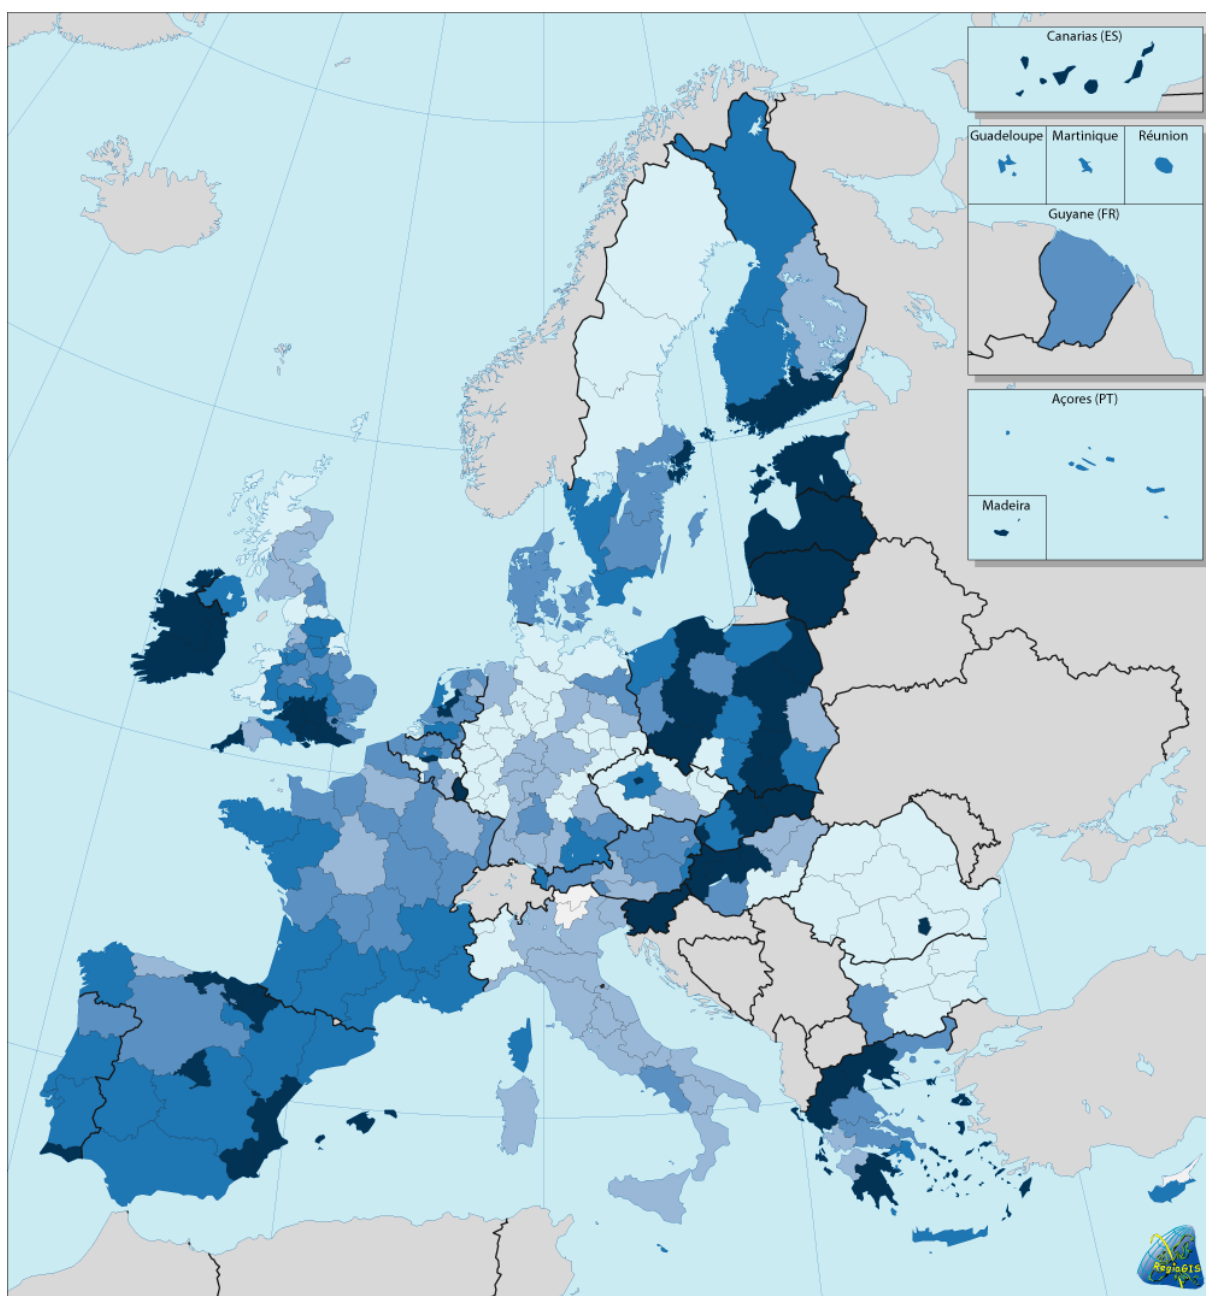 Canarias (ES)
Guadeloupe
Martinique
Réunion
Guyane (FR)
Açores (PT)
Madeira
RegioGIS